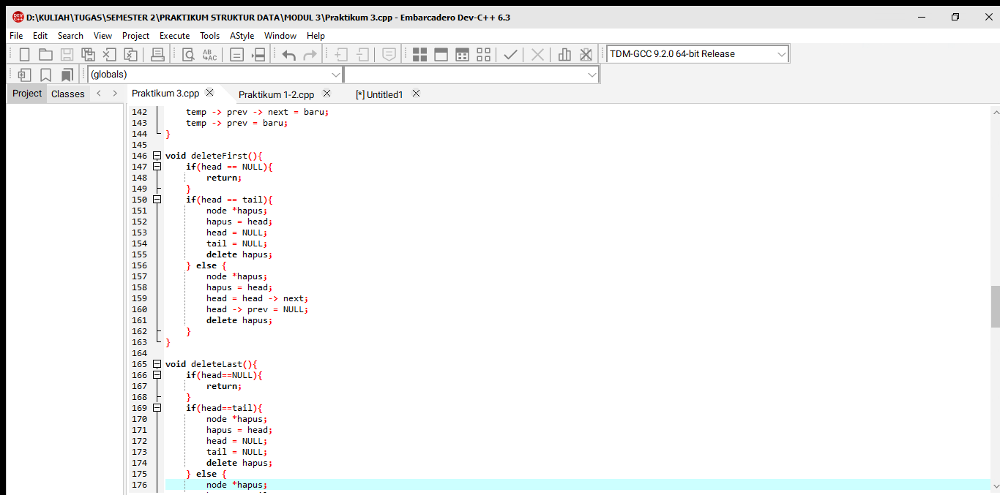 D:\KULIAH\TUGAS\SEMESTER 2\PRAKTIKUM STRUKTUR DATA\MODUL 3\Praktikum 3.cpp - Embarcadero Dev-C++ 6.3
File Edit Search View Project Execute Tools AStyle Window Help
TDM-GCC 9.2.0 64-bit Release
(globals)
Project Classes Praktikum 3.cpp Praktikum 1-2.cpp [*] Untitled1
142 temp -> prev -> next = baru;
143 temp -> prev = baru;
144 }
145
146 void deleteFirst(){
147 if(head == NULL){
148 return;
149 }
150 if(head == tail){
151 node *hapus;
152 hapus = head;
153 head = NULL;
154 tail = NULL;
155 delete hapus;
156 } else {
157 node *hapus;
158 hapus = head;
159 head = head -> next;
160 head -> prev = NULL;
161 delete hapus;
162 }
163 }
164
165 void deleteLast(){
166 if(head==NULL){
167 return;
168 }
169 if(head==tail){
170 node *hapus;
171 hapus = head;
172 head = NULL;
173 tail = NULL;
174 delete hapus;
175 } else {
176 node *hapus;